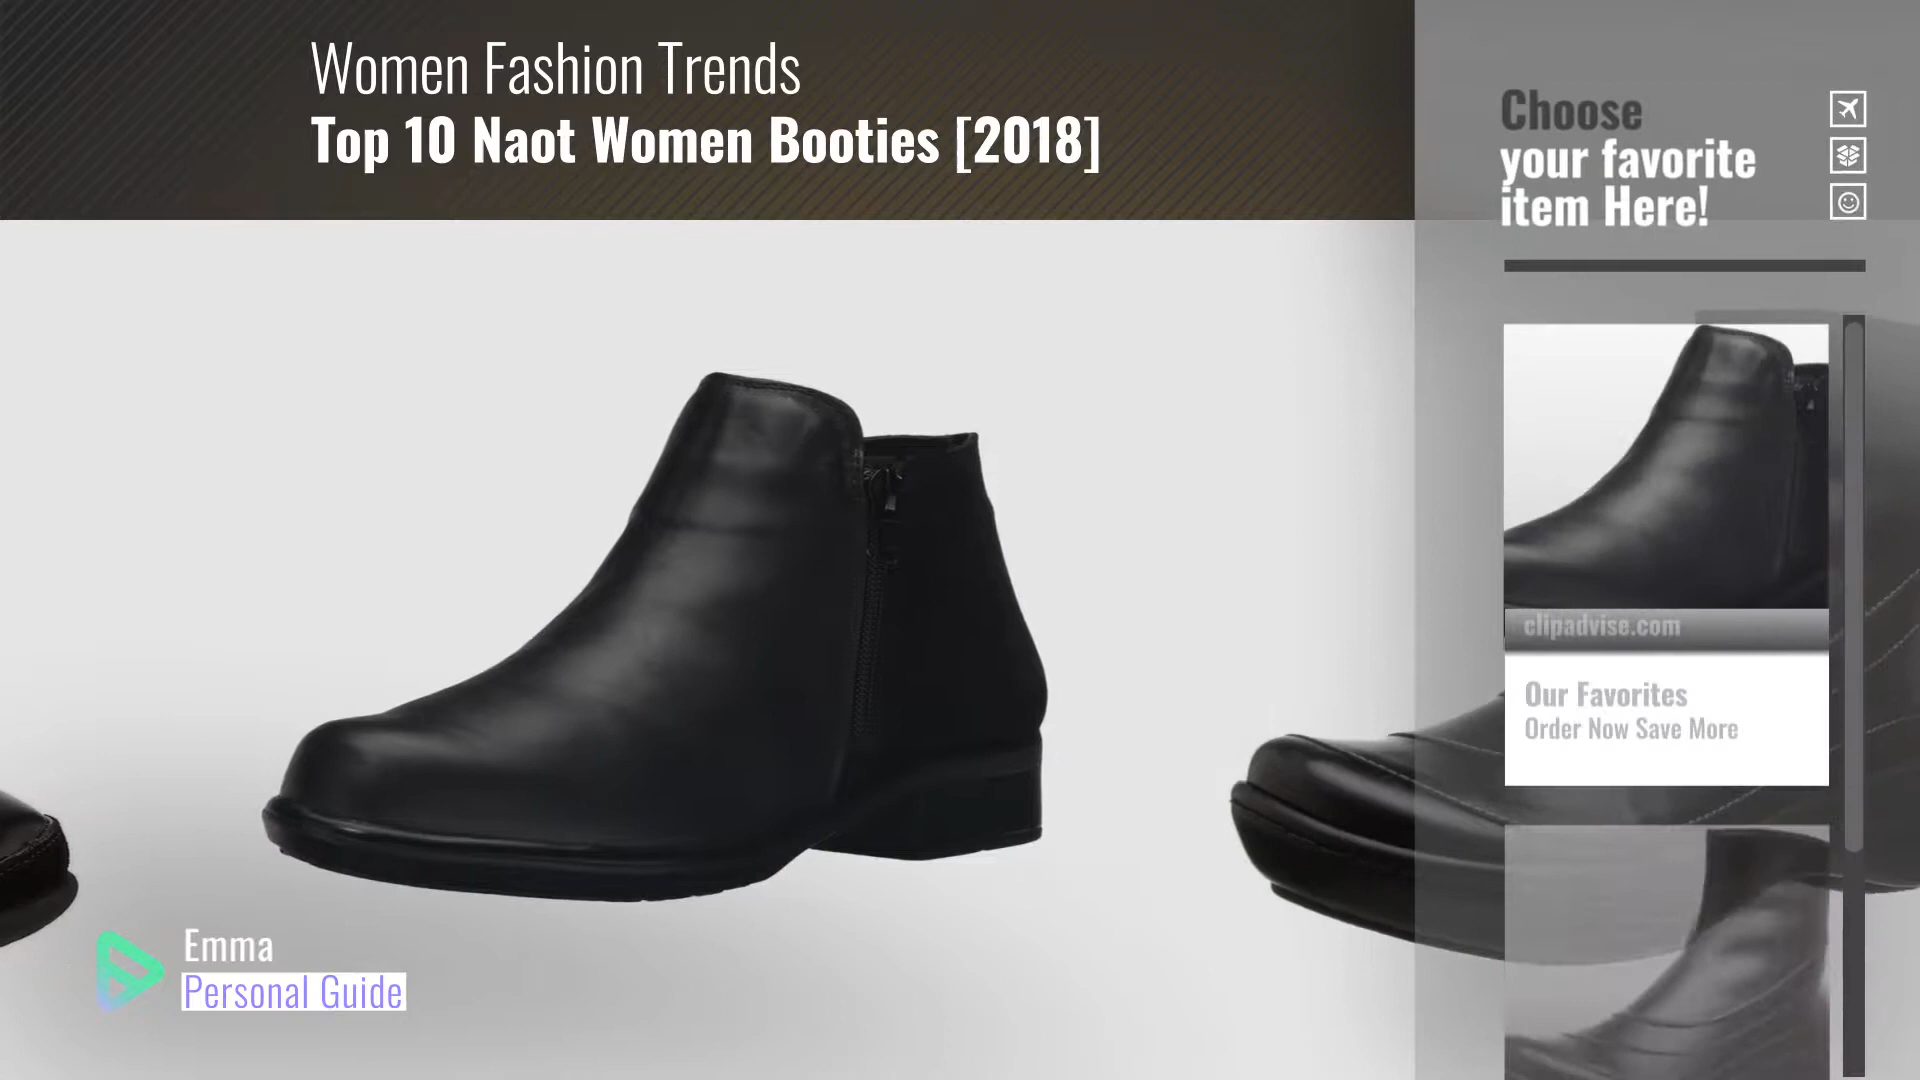 Women Fashion Trends
Top 10 Naot Women Booties [2018]
Choose
your favorite
item Here!
clipadvise.com
Our Favorites
Order Now Save More
Emma
Personal Guide